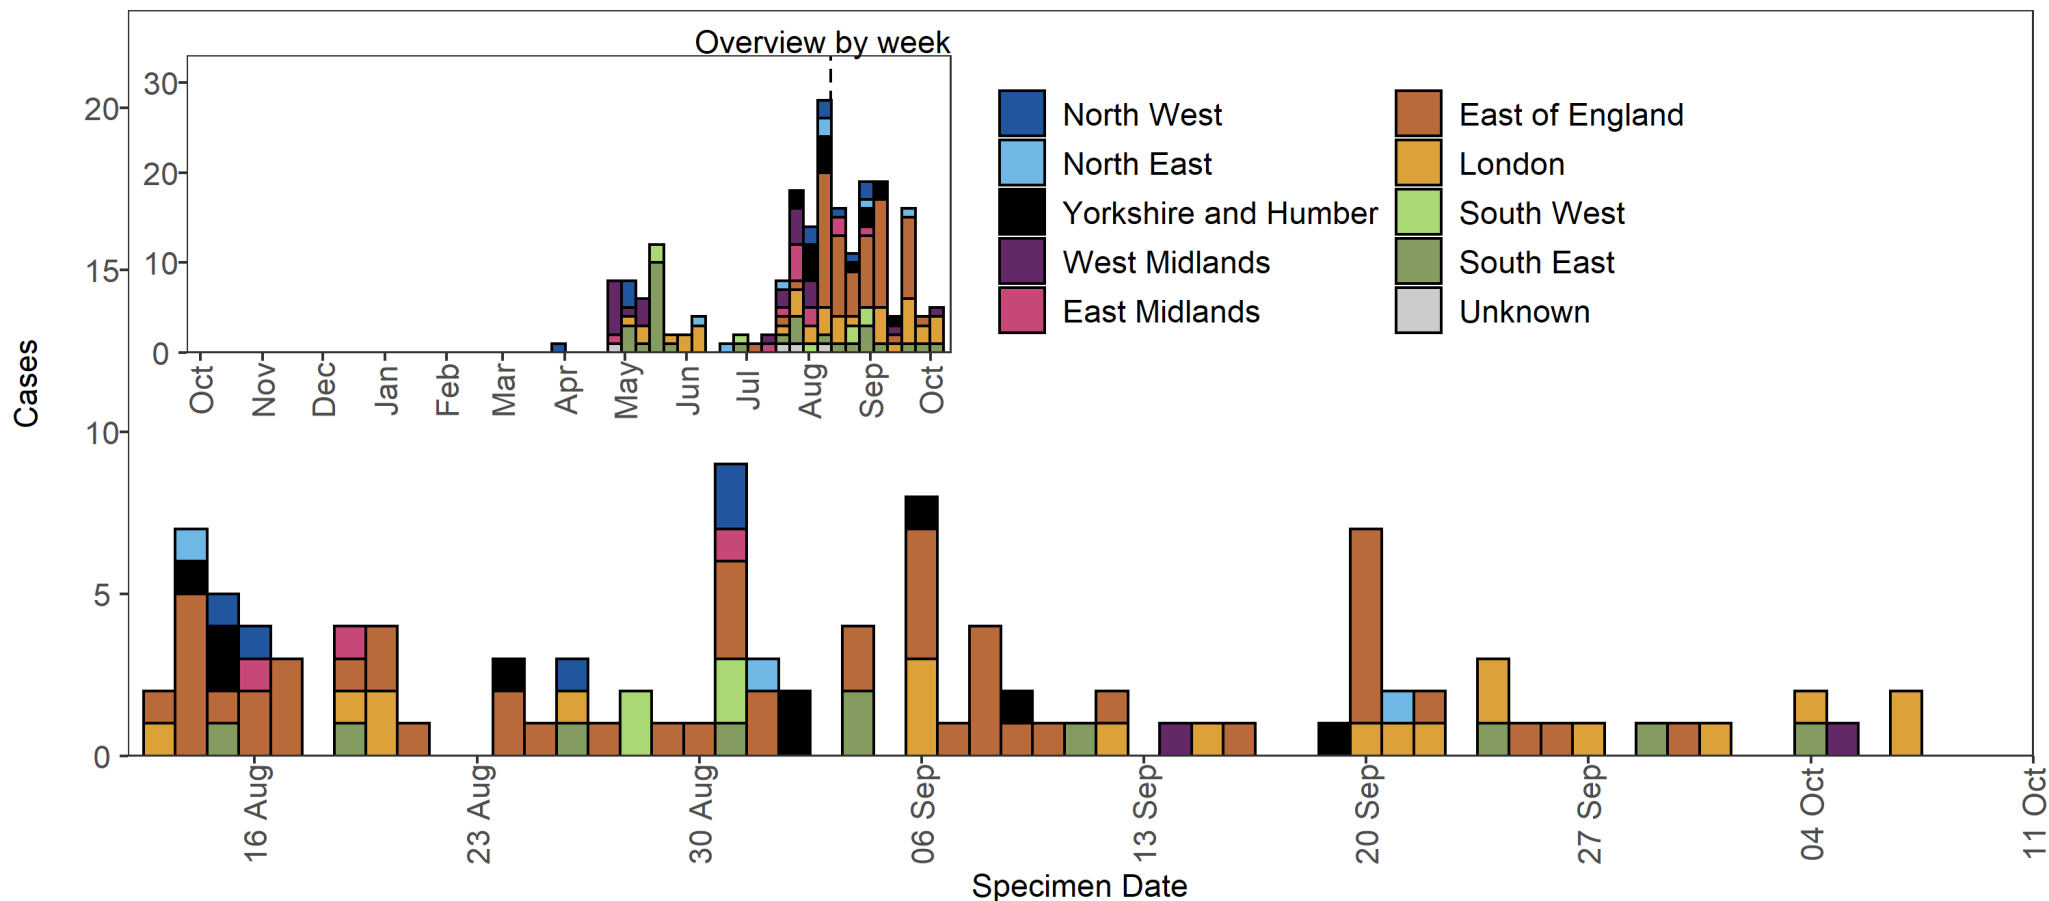 Overview by week
30
20
10
0
Oct
Nov
Dec
Jan
Feb
Mar
Apr
May
Jun
Jul
Aug
Sep
Oct
North West
North East
Yorkshire and Humber
West Midlands
East Midlands
East of England
London
South West
South East
Unknown
Cases
20
15
10
5
0
16 Aug
23 Aug
30 Aug
06 Sep
13 Sep
20 Sep
27 Sep
04 Oct
11 Oct
Specimen Date